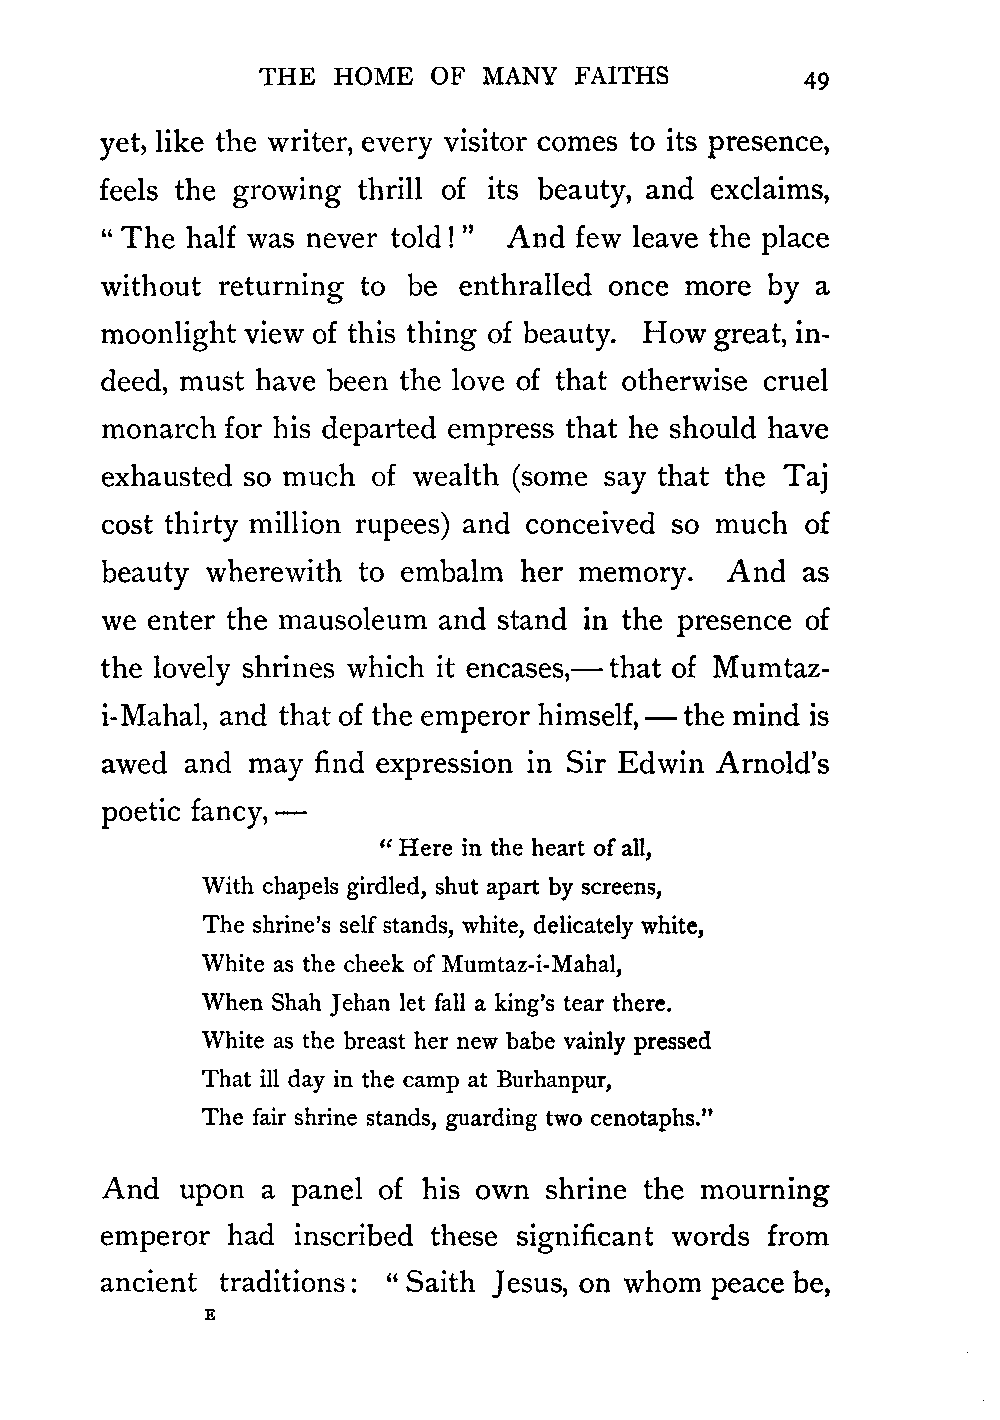 THE HOME OF MANY FAITHS 49
yet, like the writer, every visitor comes to its presence,
feels the growing thrill of its beauty, and exclaims,
“ The half was never told! ” And few leave the place
without returning to be enthralled once more by a
moonlight view of this thing of beauty. How great, in-
deed, must have been the love of that otherwise cruel
monarch for his departed empress that he should have
exhausted so much of wealth (some say that the Taj
cost thirty million rupees) and conceived so much of
beauty wherewith to embalm her memory. And as
we enter the mausoleum and stand in the presence of
the lovely shrines which it encases,— that of Mumtaz-
i-Mahal, and that of the emperor himself, — the mind is
awed and may find expression in Sir Edwin Arnold’s
poetic fancy, —
“ Here in the heart of all,
With chapels girdled, shut apart by screens,
The shrine’s self stands, white, delicately white,
White as the cheek of Mumtaz-i-Mahal,
When Shah Jehan let fall a king’s tear there.
White as the breast her new babe vainly pressed
That ill day in the camp at Burhanpur,
The fair shrine stands, guarding two cenotaphs.”
And upon a panel of his own shrine the mourning
emperor had inscribed these significant words from
ancient traditions: “ Saith Jesus, on whom peace be,
E